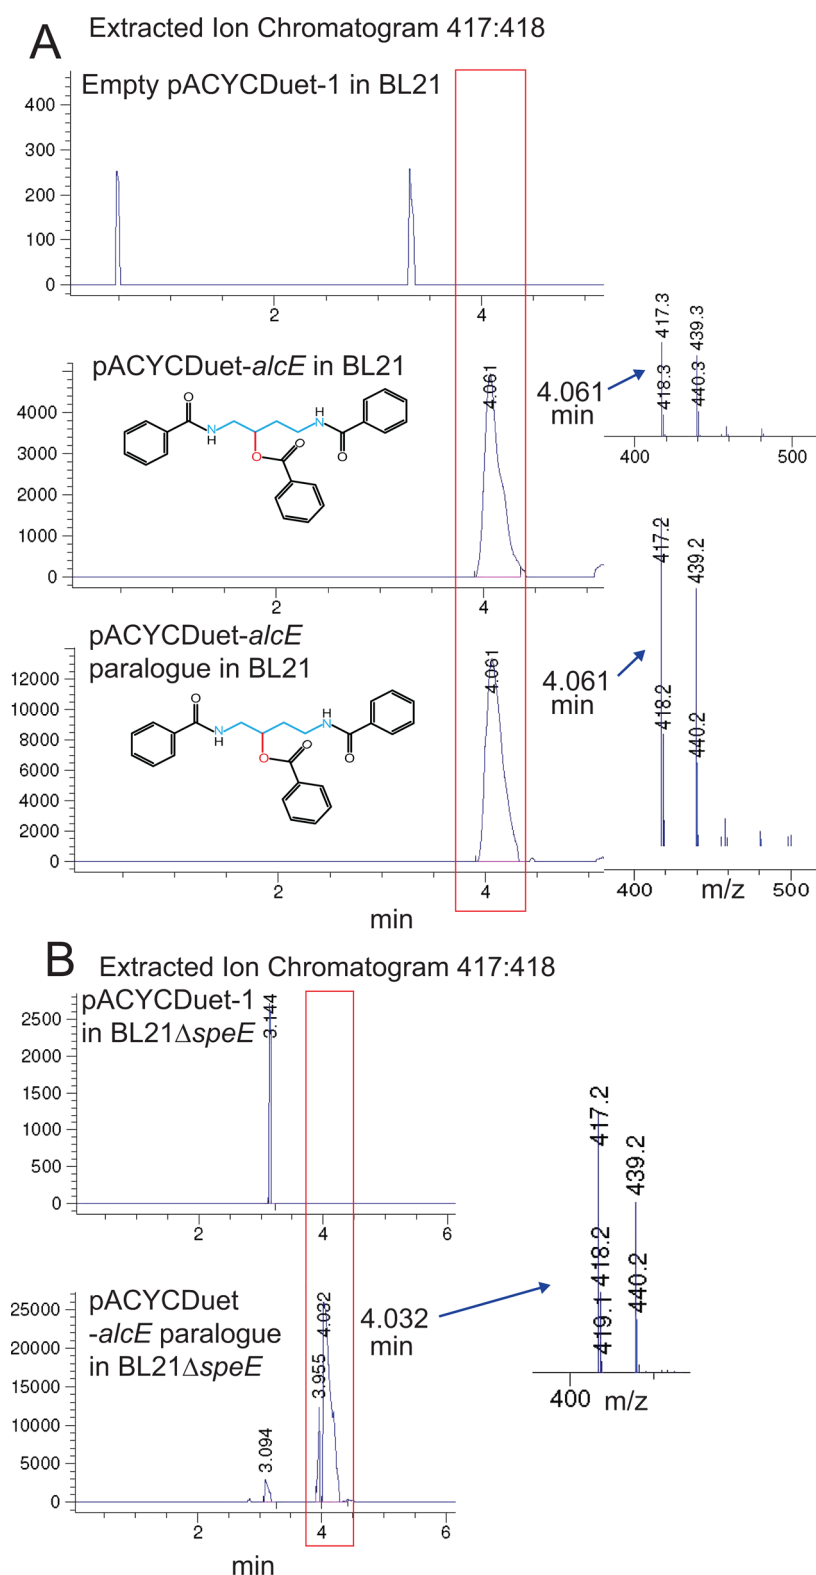 A
Extracted Ion Chromatogram 417:418
Empty pACYCDuet-1 in BL21
400
300
200
100
0
2
4
pACYCDuet-alcE in BL21
4000
3000
2000
1000
0
O
N
H
O
O
H
N
O
4.061
2
4
4.061
min
417.3
418.3
439.3
440.3
400
500
pACYCDuet-alcE
paralogue in BL21
12000
10000
8000
6000
4000
2000
0
O
N
H
O
O
H
N
O
4.061
2
4
min
4.061
min
417.2
418.2
439.2
440.2
400
m/z
500
B
Extracted Ion Chromatogram 417:418
pACYCDuet-1
in BL21ΔspeE
2500
2000
1500
1000
500
0
3.144
2
4
6
pACYCDuet
-alcE paralogue
in BL21ΔspeE
25000
20000
15000
10000
5000
0
3.094
3.955
4.032
2
4
6
min
4.032
min
417.2
419.1 418.2
439.2
440.2
400
m/z